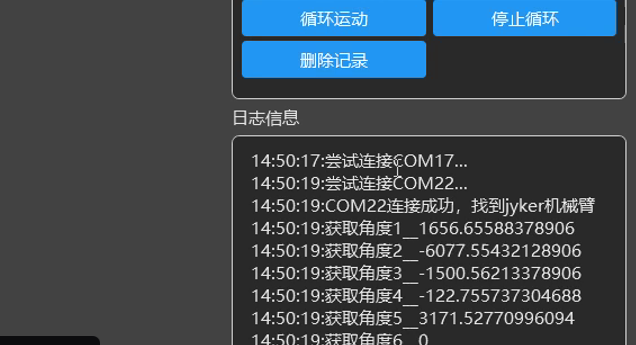 循环运动 停止循环
删除记录
日志信息
14:50:17:尝试连接COM17...
14:50:19:尝试连接COM22...
14:50:19:COM22连接成功，找到jyker机械臂
14:50:19:获取角度1__1656.65588378906
14:50:19:获取角度2__-6077.55432128906
14:50:19:获取角度3__-1500.56213378906
14:50:19:获取角度4__-122.755737304688
14:50:19:获取角度5__3171.52770996094
14:50:19:获取角度6__0